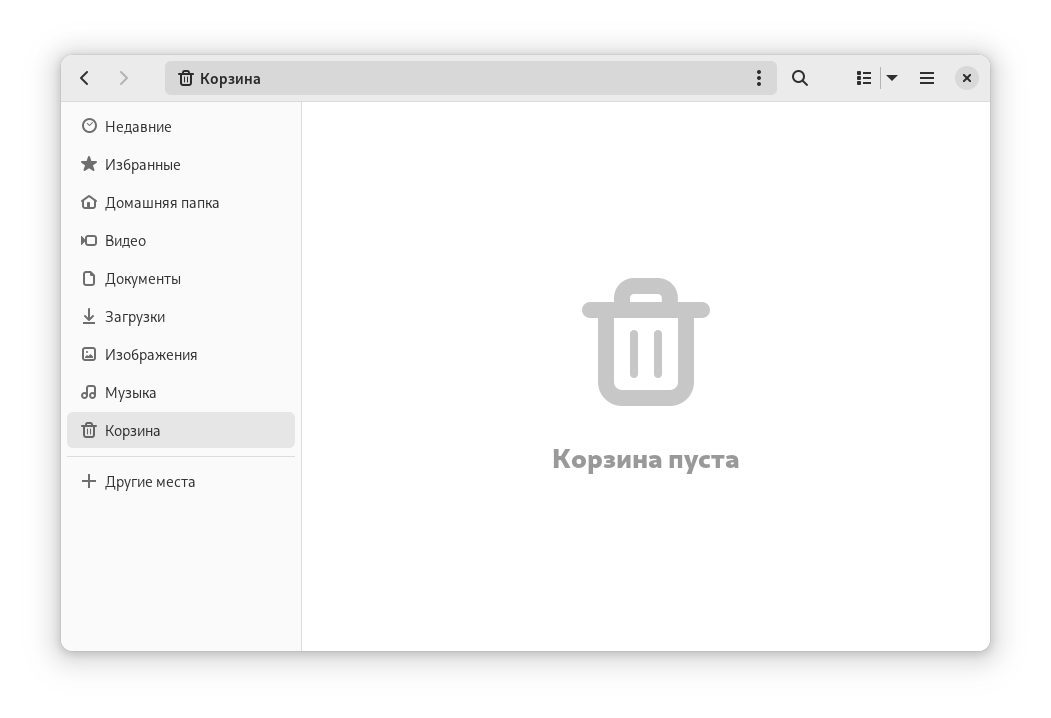 Корзина
Недавние
Избранные
Домашняя папка
Видео
Документы
Загрузки
Изображения
Музыка
Корзина
Другие места
Корзина пуста